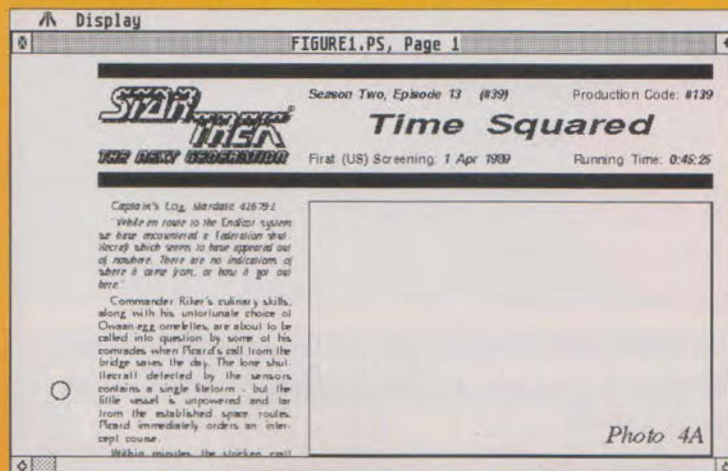 Display
FIGURE1.PS, Page 1
STAR TREK
THE NEXT GENERATION
Season Two, Episode 13 (#39)
Production Code: #139
Time Squared
First (US) Screening: 1 Apr 1989
Running Time: 0:45:25
Captain's Log, Stardate 42679.2
"While en route to the Endicor system
we have encountered a Federation shut-
tlecraft which seems to have appeared out
of nowhere. There are no indications of
where it came from, or how it got out
here."
Commander Riker's culinary skills,
along with his unfortunate choice of
Owaan egg omelettes, are about to be
called into question by some of his
comrades when Picard's call from the
bridge saves the day. The lone shut-
tlecraft detected by the sensors
contains a single lifeform - but the
little vessel is unpowered and far
from the established space routes.
Picard immediately orders an inter-
cept course.
Within minutes the stricken craft
Photo 4A